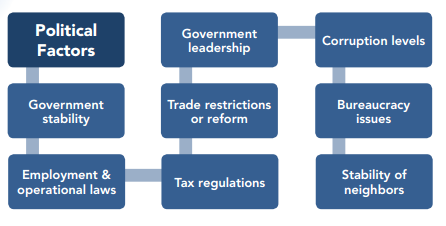 Political
Factors
Government
stability
Employment &
operational laws
Tax regulations
Trade restrictions
or reform
Government
leadership
Corruption levels
Bureaucracy
issues
Stability of
neighbors